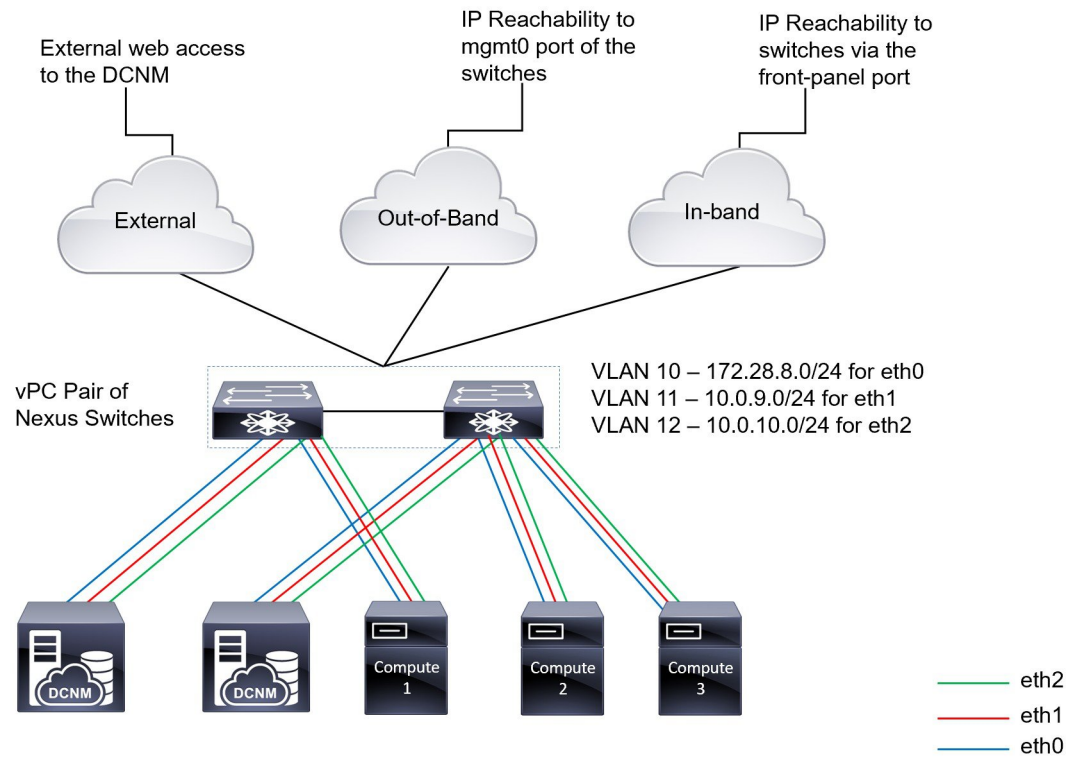 External web access
to the DCNM
IP Reachability to
mgmt0 port of the
switches
IP Reachability to
switches via the
front-panel port
External
Out-of-Band
In-band
vPC Pair of
Nexus Switches
VLAN 10 – 172.28.8.0/24 for eth0
VLAN 11 – 10.0.9.0/24 for eth1
VLAN 12 – 10.0.10.0/24 for eth2
DCNM
DCNM
Compute
1
Compute
2
Compute
3
eth2
eth1
eth0